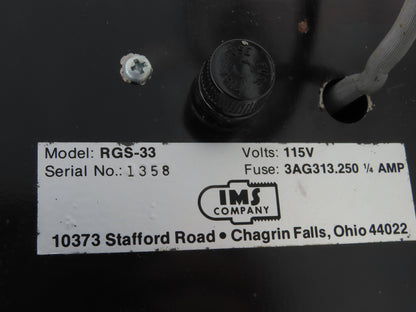 Model: RGS-33 Volts: 115V
Serial No.: 1358 Fuse: 3AG313.250 ¼ AMP
IMS
COMPANY
10373 Stafford Road • Chagrin Falls, Ohio 44022